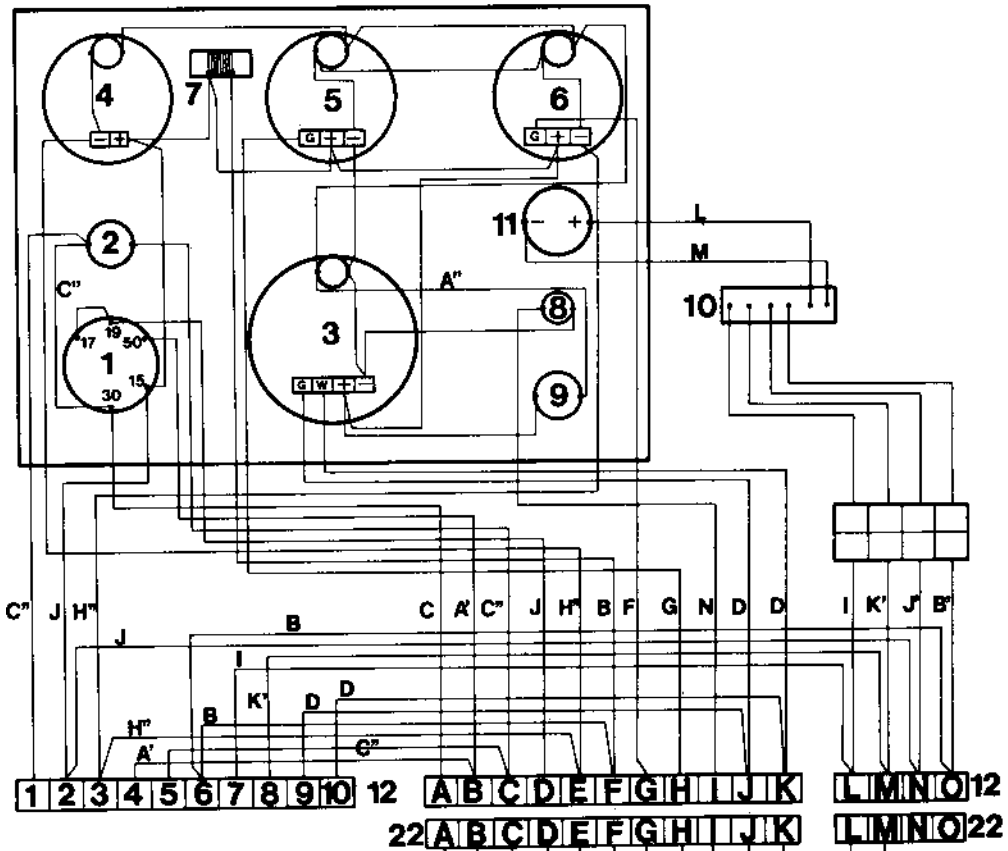 4
7
5
6
- +
G + -
G + -
2
11
- +
L
M
C"
A"
10
8
3
17
19
50
1
15
30
G W + -
9
C" J H"
C A' C" J H" B F G N D D
I K' J" B"
B
J
I
D
K'
B
D
H"
A'
C"
1 2 3 4 5 6 7 8 9 10 12
A B C D E F G H I J K
L M N O 12
22 A B C D E F G H I J K
L M N O 22